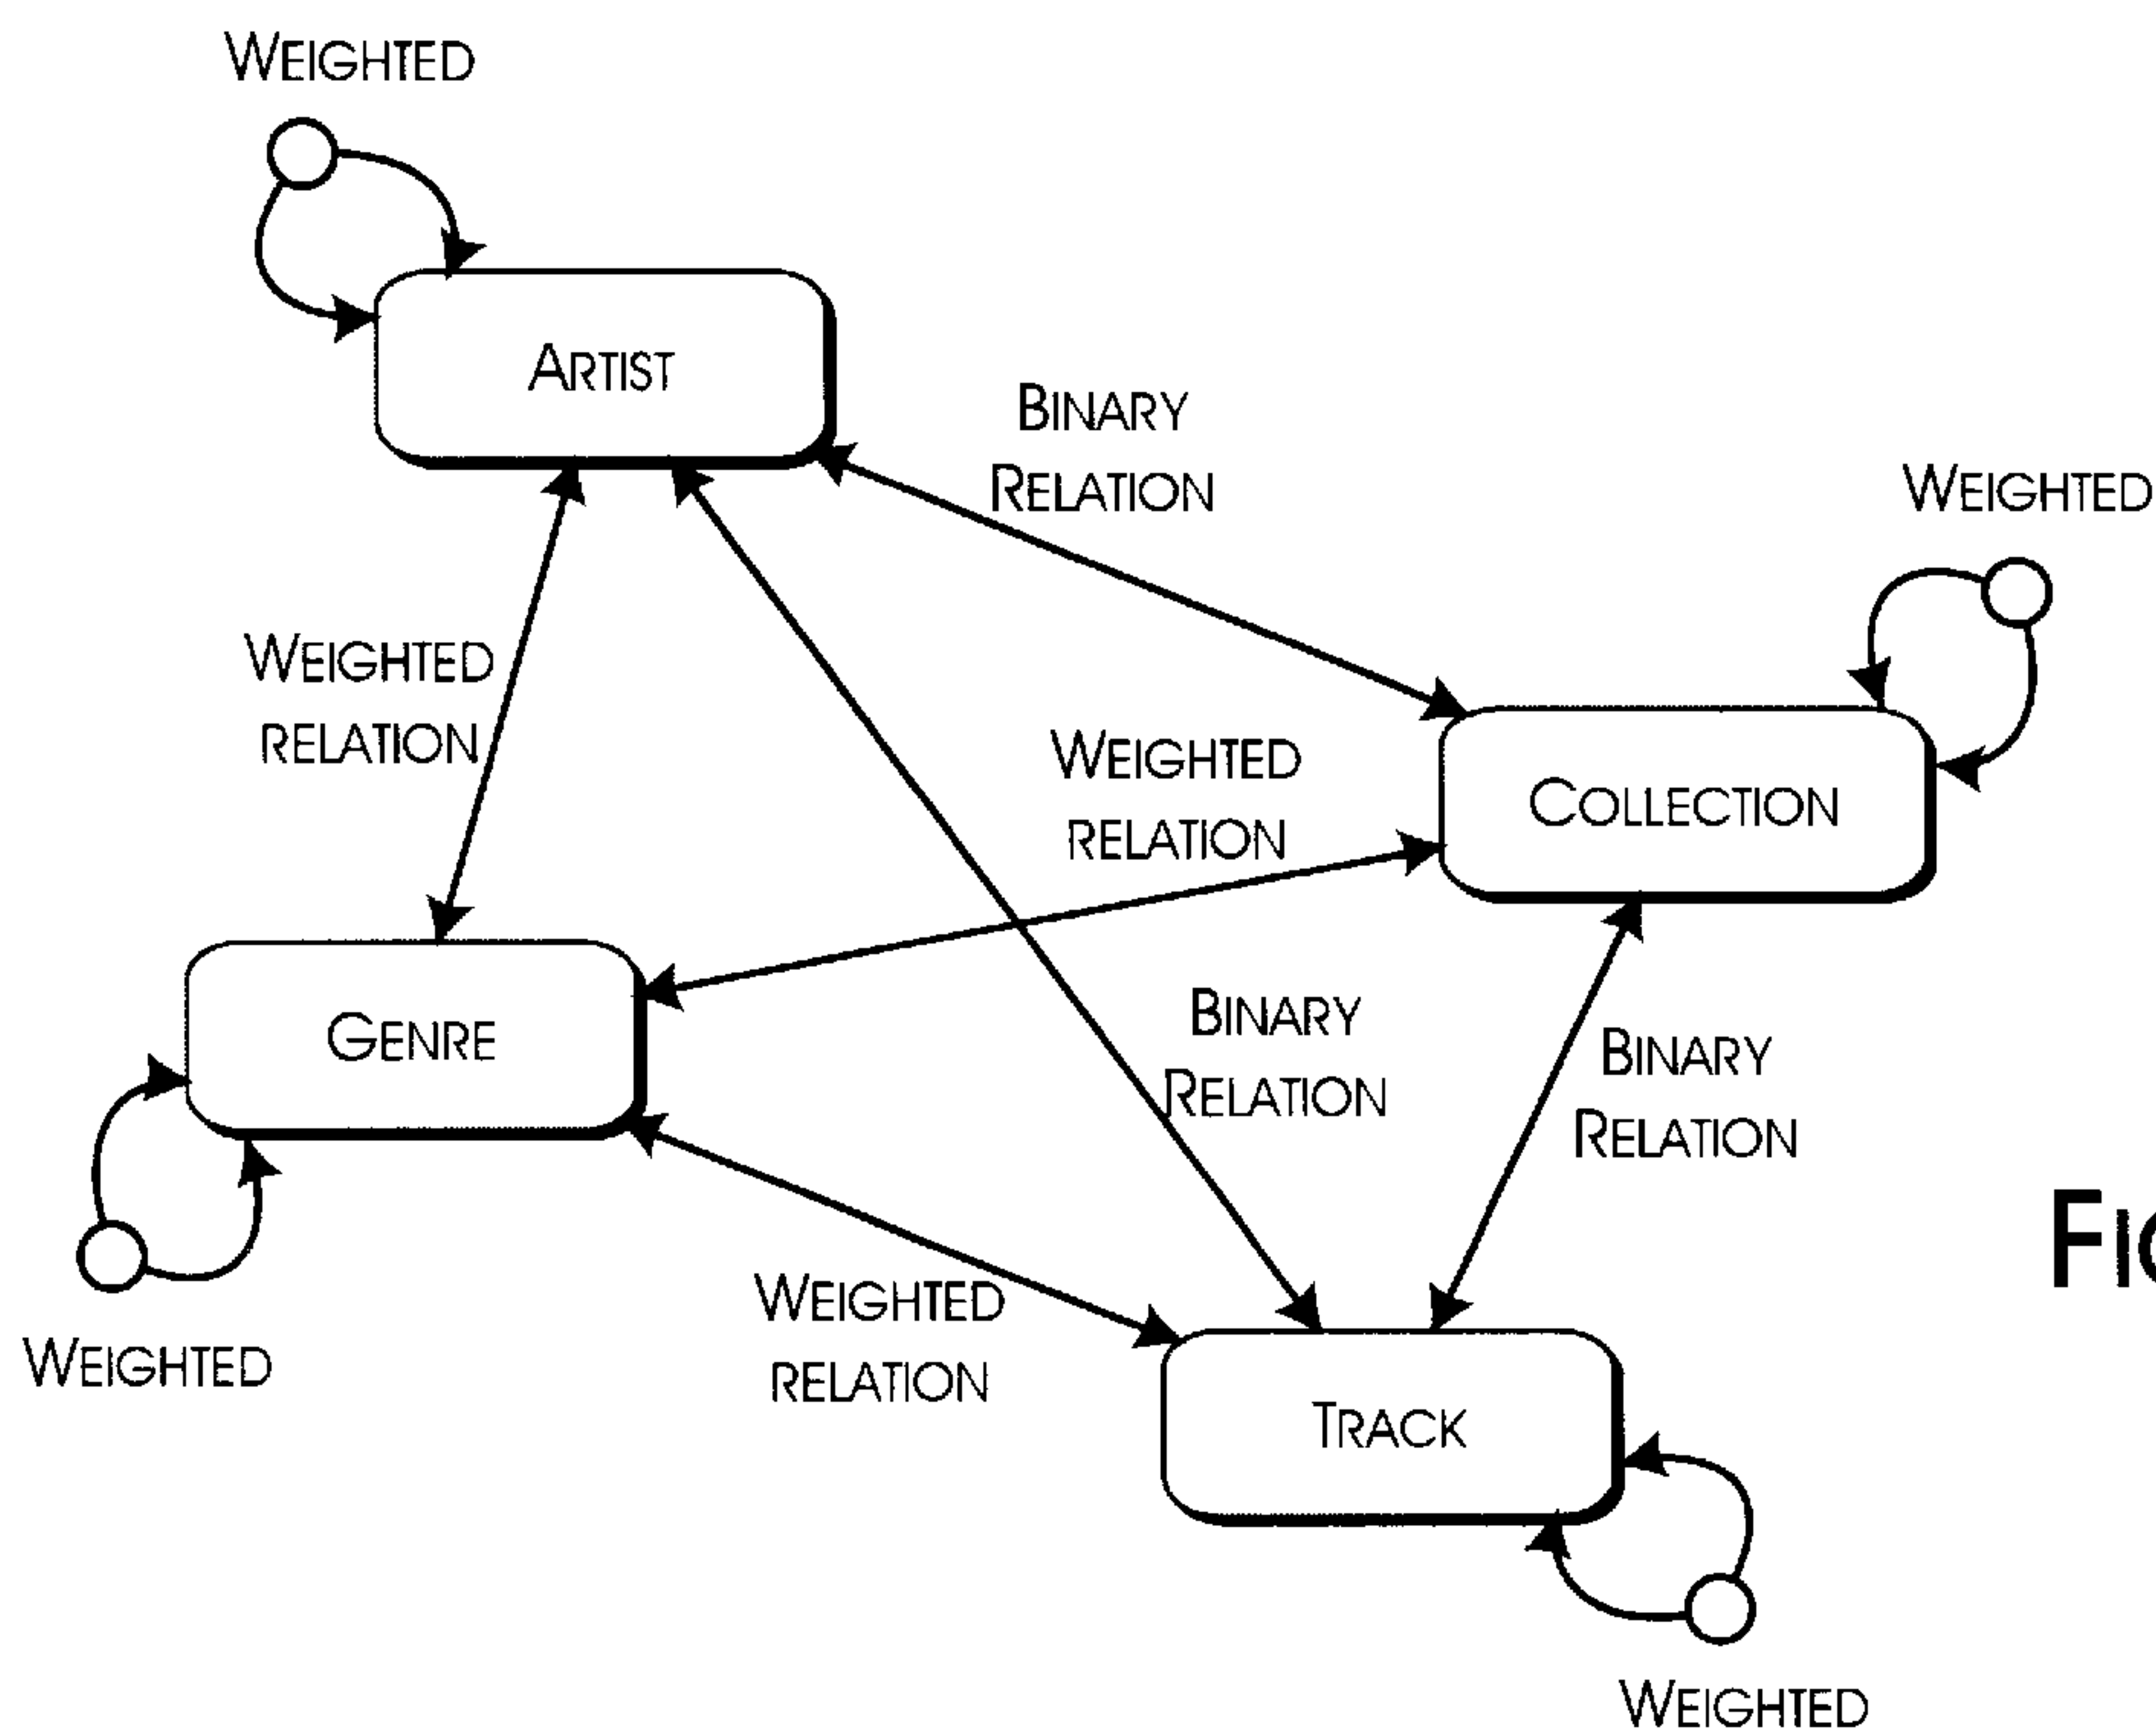 WEIGHTED
ARTIST
BINARY
RELATION
WEIGHTED
WEIGHTED
RELATION
WEIGHTED
RELATION
COLLECTION
GENRE
BINARY
RELATION
BINARY
RELATION
WEIGHTED
WEIGHTED
RELATION
TRACK
WEIGHTED